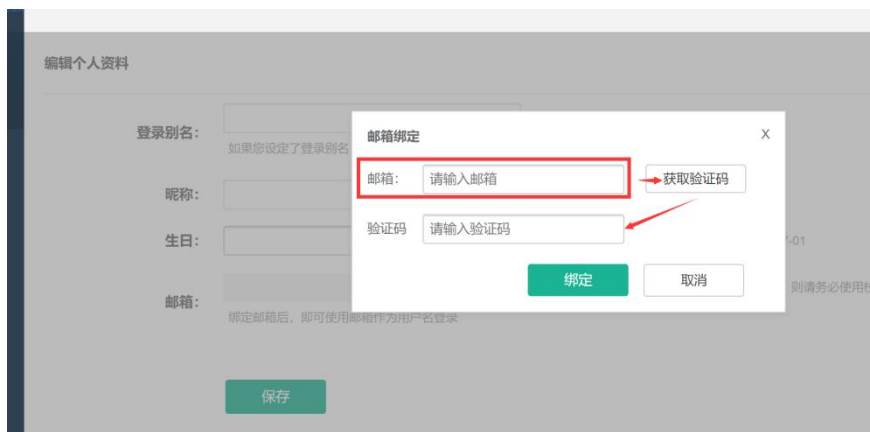 编辑个人资料
登录别名：
如果您设定了登录别名
昵称：
生日：
-01
邮箱：
则请务必使用
绑定邮箱后，即可使用邮箱作为用户名登录
保存
邮箱绑定
X
邮箱：
请输入邮箱
获取验证码
验证码
请输入验证码
绑定
取消